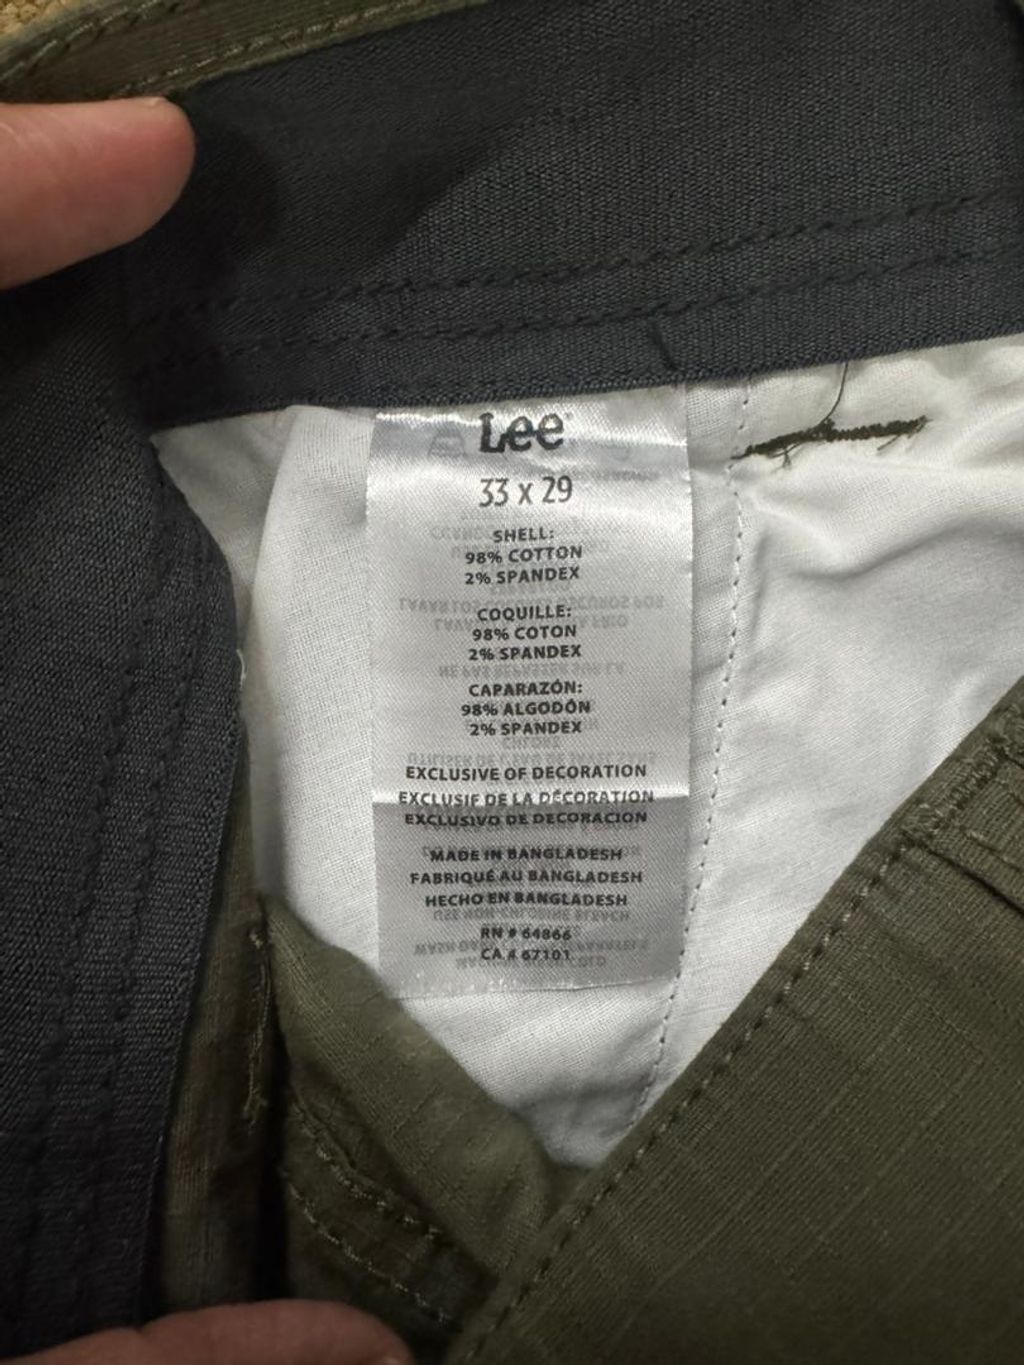 Lee
33 x 29
SHELL:
98% COTTON
2% SPANDEX
COQUILLE:
98% COTON
2% SPANDEX
CAPARAZÓN:
98% ALGODÓN
2% SPANDEX
EXCLUSIVE OF DECORATION
EXCLUSIF DE LA DÉCORATION
EXCLUSIVO DE DECORACION
MADE IN BANGLADESH
FABRIQUÉ AU BANGLADESH
HECHO EN BANGLADESH
RN # 64866
CA # 67101